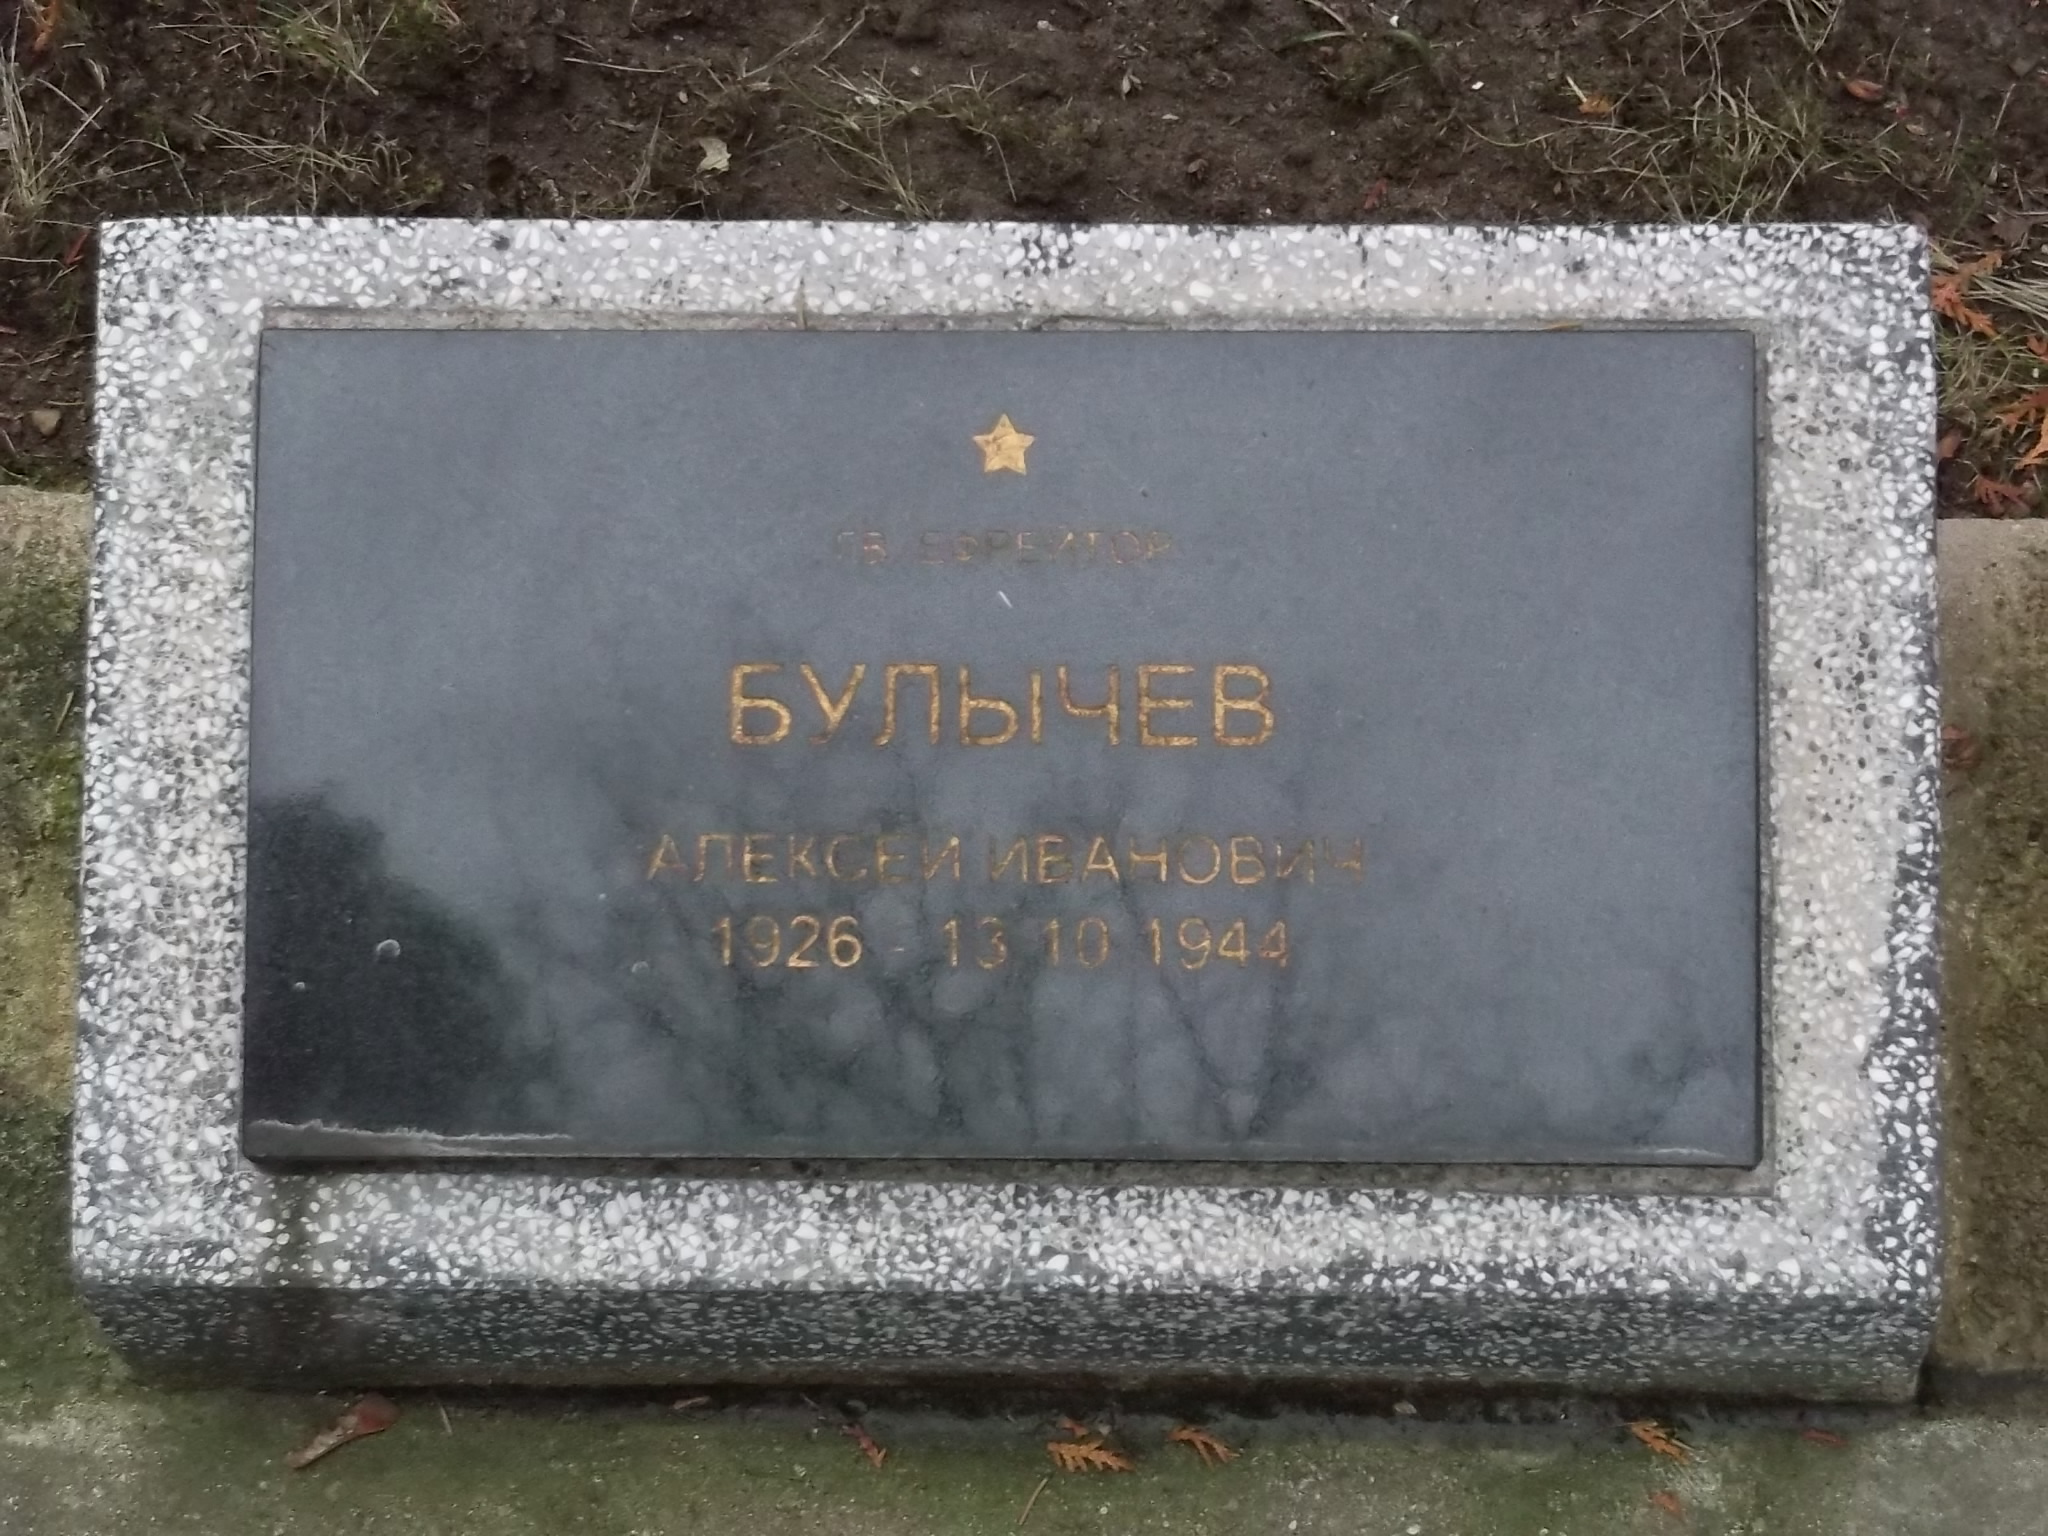 ГВ. ЕФРЕЙТОР
БУЛЫЧЕВ
АЛЕКСЕЙ ИВАНОВИЧ
1926 - 13.10.1944